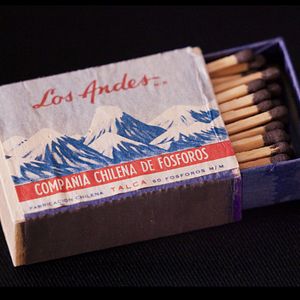 Los Andes
M.R.
COMPAÑIA CHILENA DE FOSFOROS
FABRICACION CHILENA TALCA 50 FOSFOROS M/M